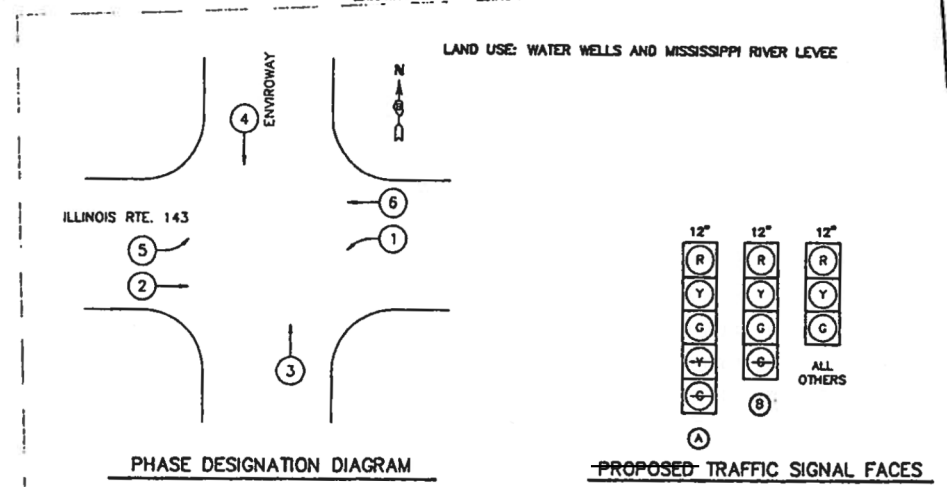 LAND USE: WATER WELLS AND MISSISSIPPI RIVER LEVEE
ENVIROWAY
N
4
ILLINOIS RTE. 143
6
5
1
2
3
12" 12" 12"
R R R
Y Y Y
G G G
Y G
G
ALL
OTHERS
B
A
PHASE DESIGNATION DIAGRAM
PROPOSED TRAFFIC SIGNAL FACES